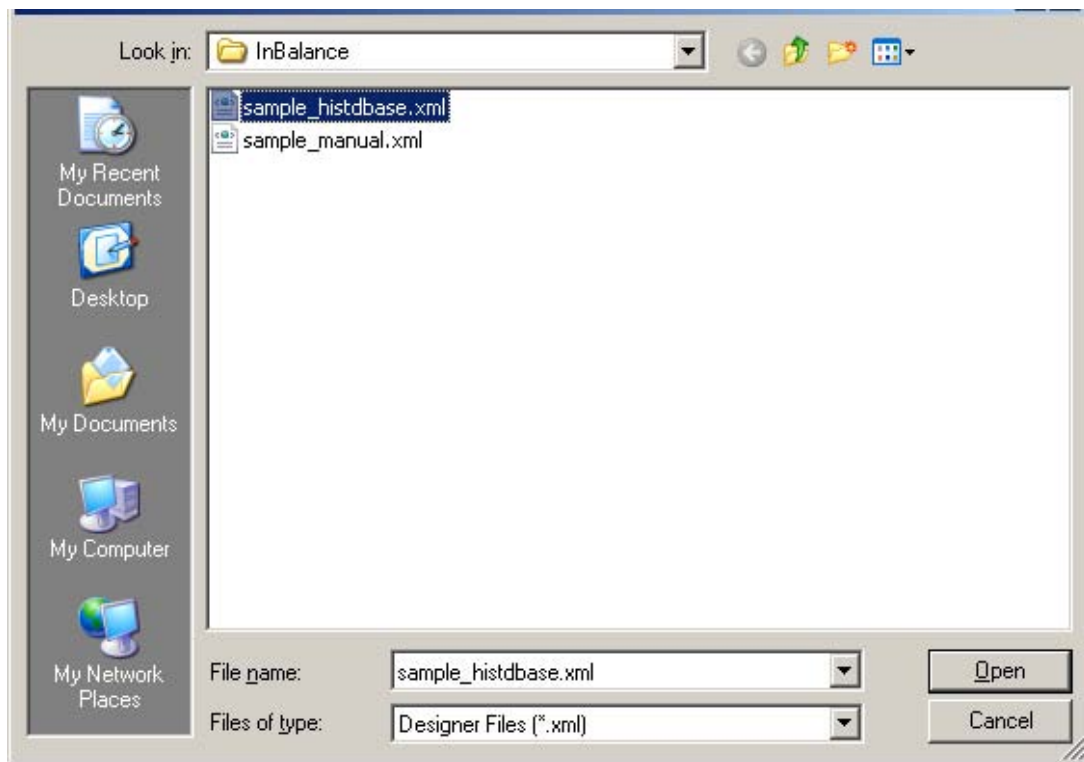 Look in:
InBalance
sample_histdbase.xml
sample_manual.xml
My Recent
Documents
Desktop
My Documents
My Computer
My Network
Places
File name:
sample_histdbase.xml
Open
Files of type:
Designer Files (*.xml)
Cancel